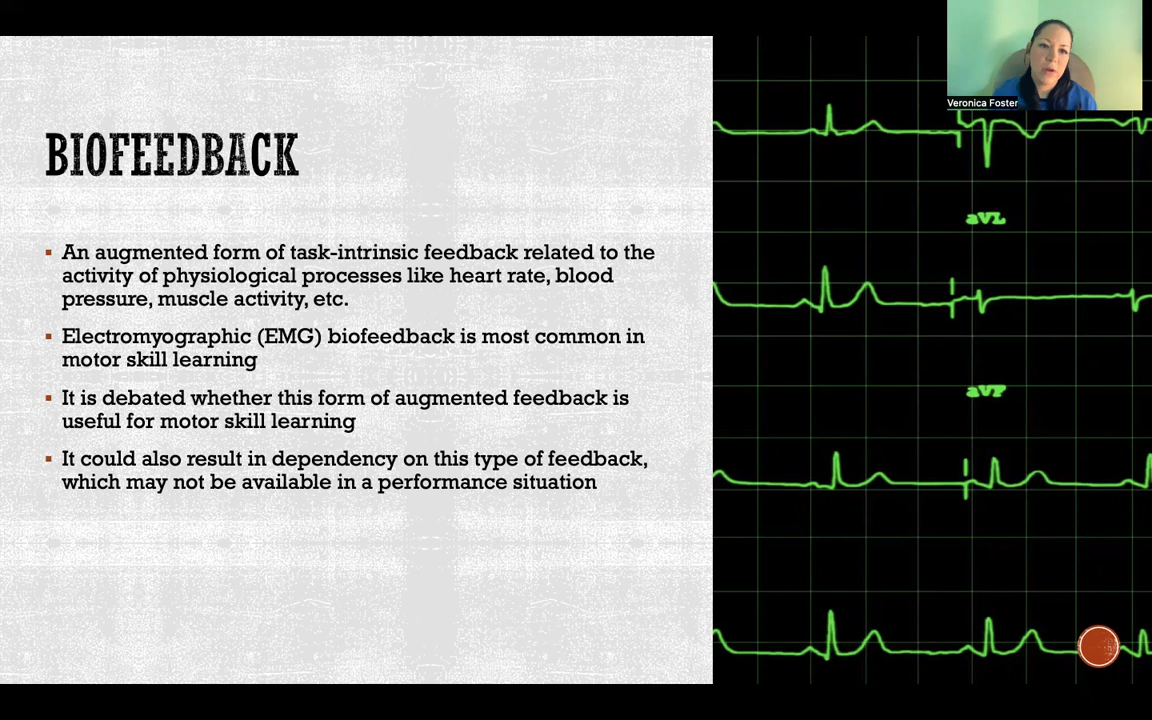 Veronica Foster
BIOFEEDBACK
▪ An augmented form of task-intrinsic feedback related to the
activity of physiological processes like heart rate, blood
pressure, muscle activity, etc.
▪ Electromyographic (EMG) biofeedback is most common in
motor skill learning
▪ It is debated whether this form of augmented feedback is
useful for motor skill learning
▪ It could also result in dependency on this type of feedback,
which may not be available in a performance situation
aVL
aVF